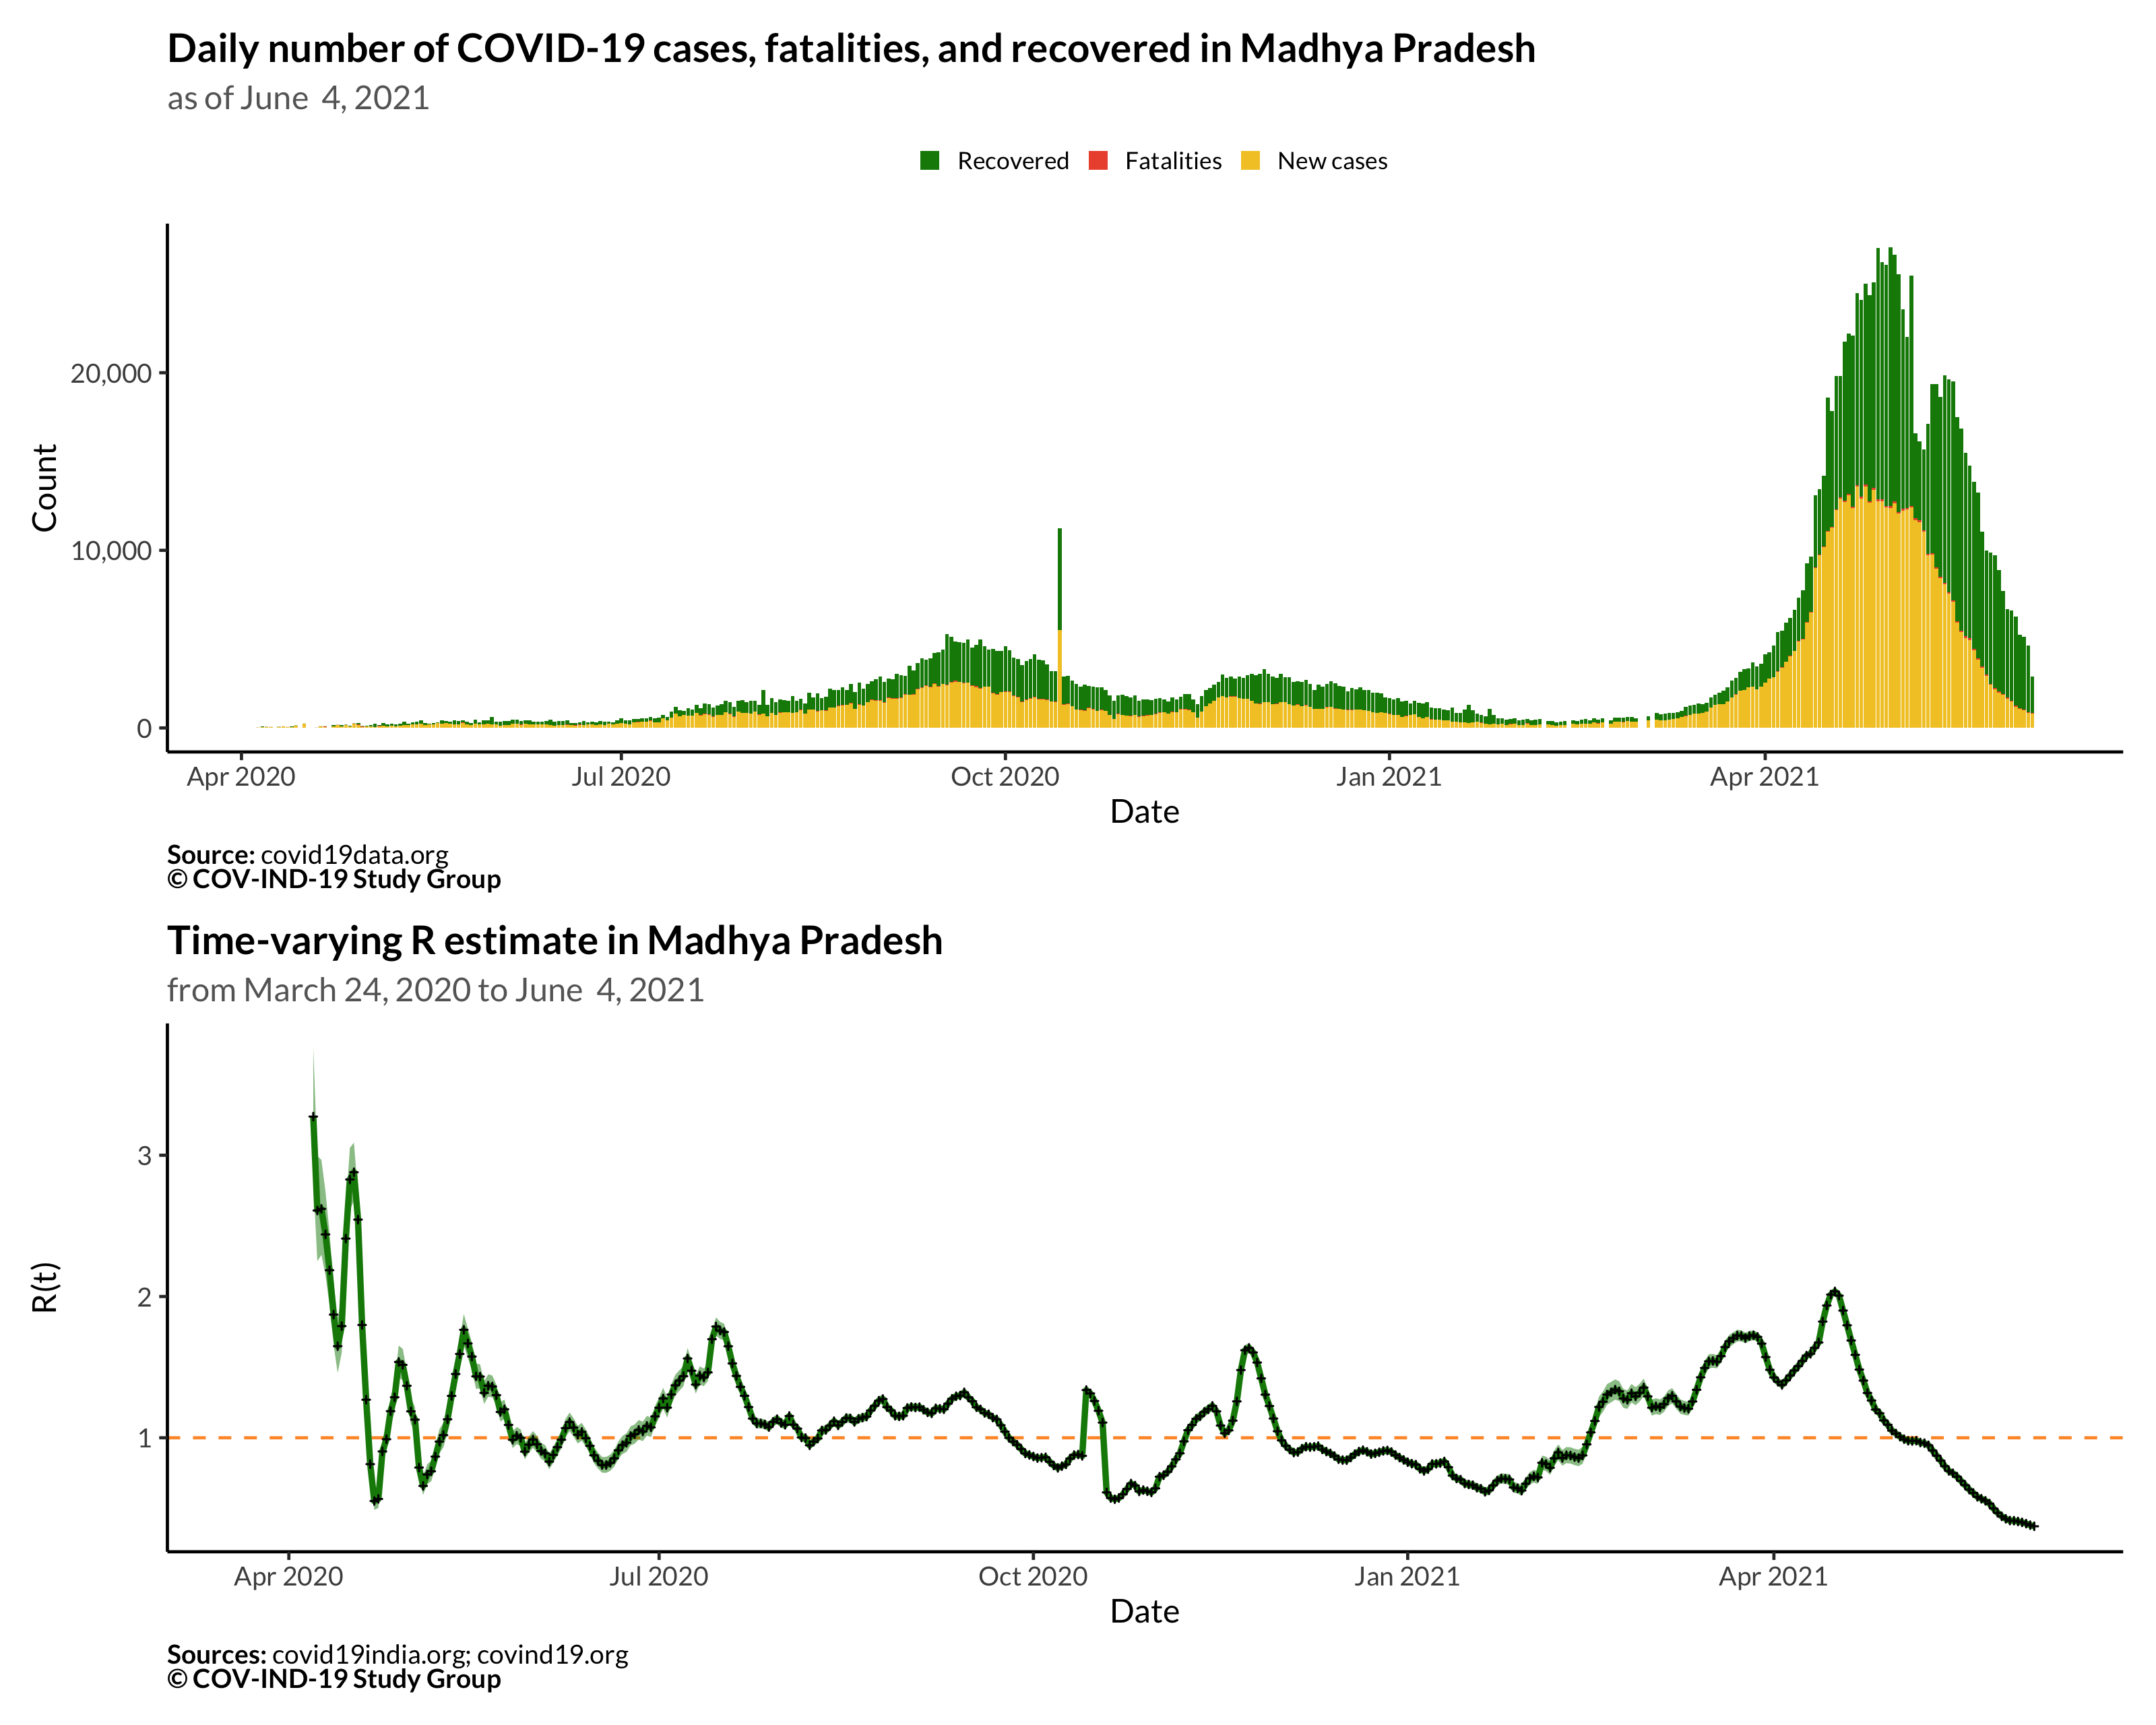 Daily number of COVID-19 cases, fatalities, and recovered in Madhya Pradesh
as of June  4, 2021
Recovered Fatalities New cases
Count
20,000
10,000
0
Apr 2020 Jul 2020 Oct 2020 Jan 2021 Apr 2021
Date
Source: covid19data.org
© COV-IND-19 Study Group
Time-varying R estimate in Madhya Pradesh
from March 24, 2020 to June  4, 2021
R(t)
3
2
1
Apr 2020 Jul 2020 Oct 2020 Jan 2021 Apr 2021
Date
Sources: covid19india.org; covind19.org
© COV-IND-19 Study Group